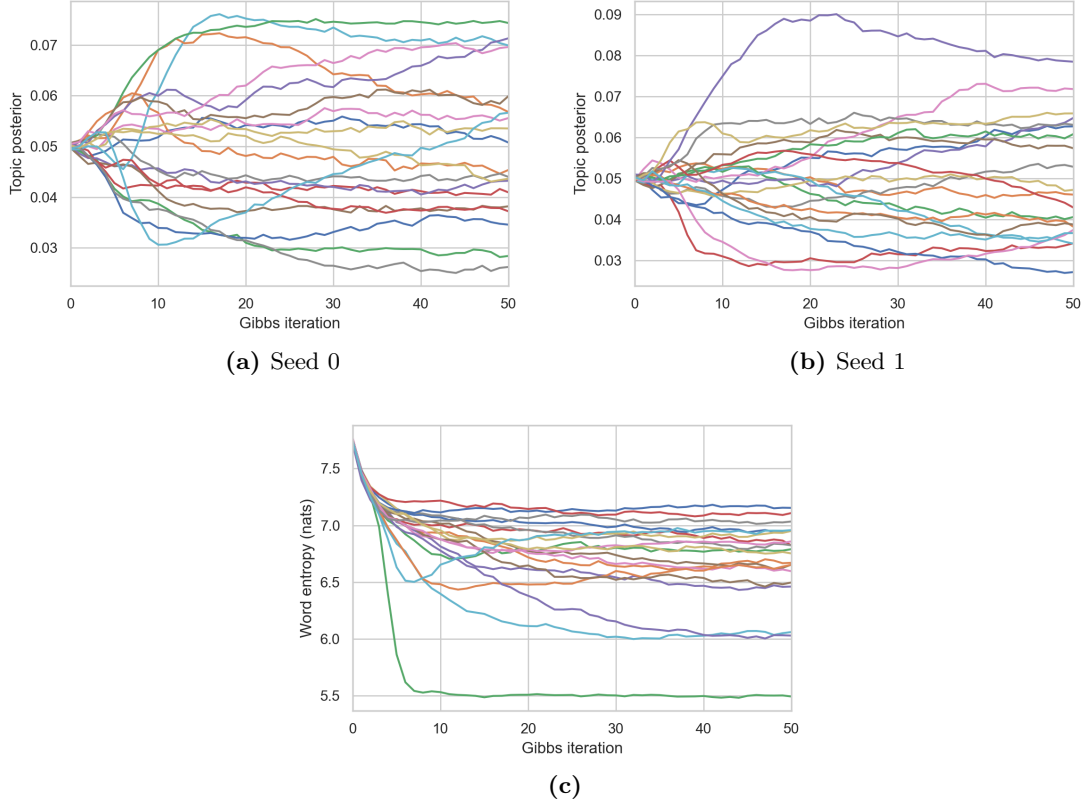 0.07
0.06
0.05
0.04
0.03
Topic posterior
0 10 20 30 40 50
Gibbs iteration
(a) Seed 0
0.09
0.08
0.07
0.06
0.05
0.04
0.03
Topic posterior
0 10 20 30 40 50
Gibbs iteration
(b) Seed 1
7.5
7.0
6.5
6.0
5.5
Word entropy (nats)
0 10 20 30 40 50
Gibbs iteration
(c)